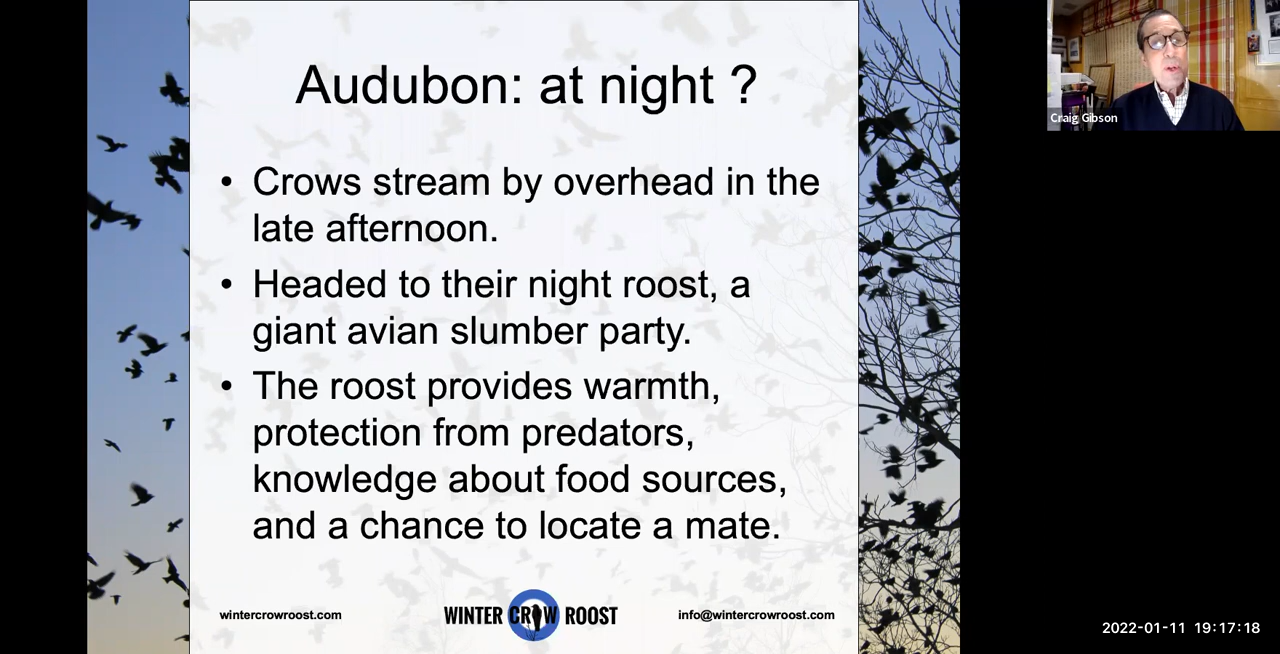 Audubon: at night ?
• Crows stream by overhead in the
late afternoon.
• Headed to their night roost, a
giant avian slumber party.
• The roost provides warmth,
protection from predators,
knowledge about food sources,
and a chance to locate a mate.
wintercrowroost.com
WINTER CROW ROOST
info@wintercrowroost.com
Craig Gibson
2022-01-11 19:17:18